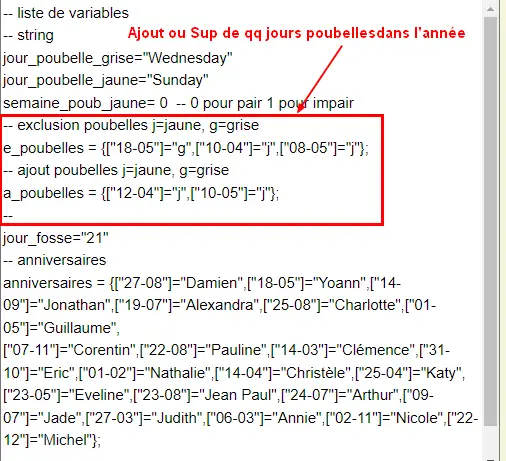 -- liste de variables
-- string
Ajout ou Sup de qq jours poubellesdans l'année
jour_poubelle_grise="Wednesday"
jour_poubelle_jaune="Sunday"
semaine_poub_jaune= 0  -- 0 pour pair 1 pour impair
-- exclusion poubelles j=jaune, g=grise
e_poubelles = {["18-05"]="g",["10-04"]="j",["08-05"]="j"};
-- ajout poubelles j=jaune, g=grise
a_poubelles = {["12-04"]="j",["10-05"]="j"};
--
jour_fosse="21"
-- anniversaires
anniversaires = {["27-08"]="Damien",["18-05"]="Yoann",["14-
09"]="Jonathan",["19-07"]="Alexandra",["25-08"]="Charlotte",["01-
05"]="Guillaume",
["07-11"]="Corentin",["22-08"]="Pauline",["14-03"]="Clémence",["31-
10"]="Eric",["01-02"]="Nathalie",["14-04"]="Christèle",["25-04"]="Katy",
["23-05"]="Eveline",["23-08"]="Jean Paul",["24-07"]="Arthur",["09-
07"]="Jade",["27-03"]="Judith",["06-03"]="Annie",["02-11"]="Nicole",["22-
12"]="Michel"};